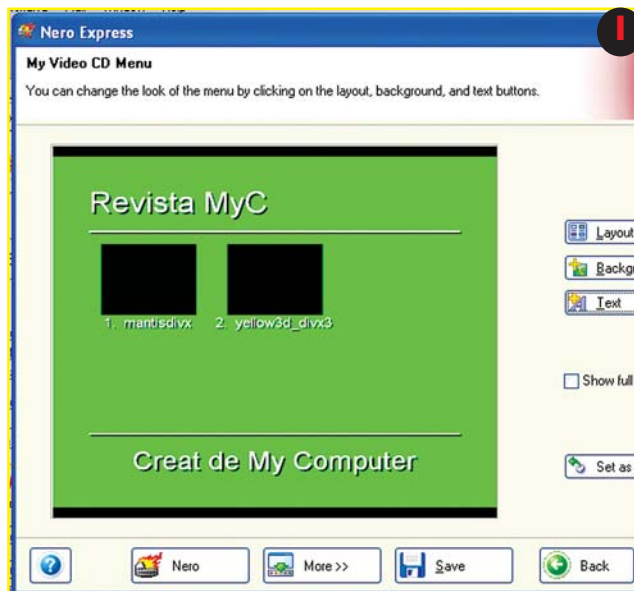 Nero Express
I
My Video CD Menu
You can change the look of the menu by clicking on the layout, background, and text buttons.
Revista MyC
1. mantisdivx 2. yellow3d_divx3
Creat de My Computer
Layout
Backgr
Text
Show full
Set as
Nero More >> Save Back